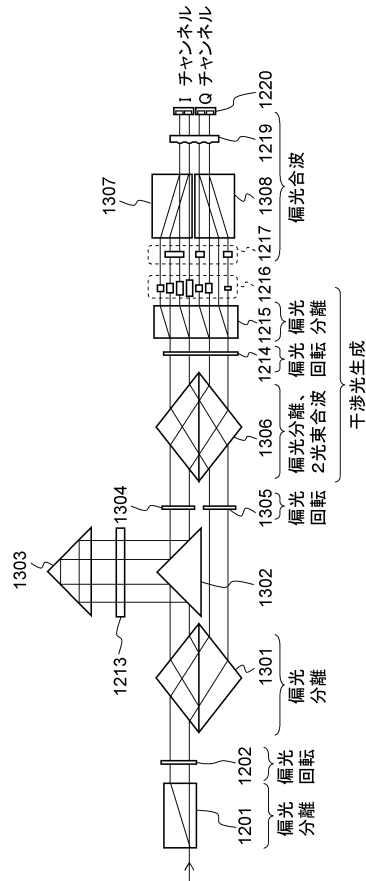 1201
偏光
分離
1202
偏光
回転
1301
偏光
分離
1302
1303
1213
1304
1305
偏光
回転
1306
偏光分離、
2光束合波
1214
偏光
回転
1215
偏光
分離
干渉光生成
1216
1217
1307
1308
偏光合波
1219
1220
I チャンネル
Q チャンネル